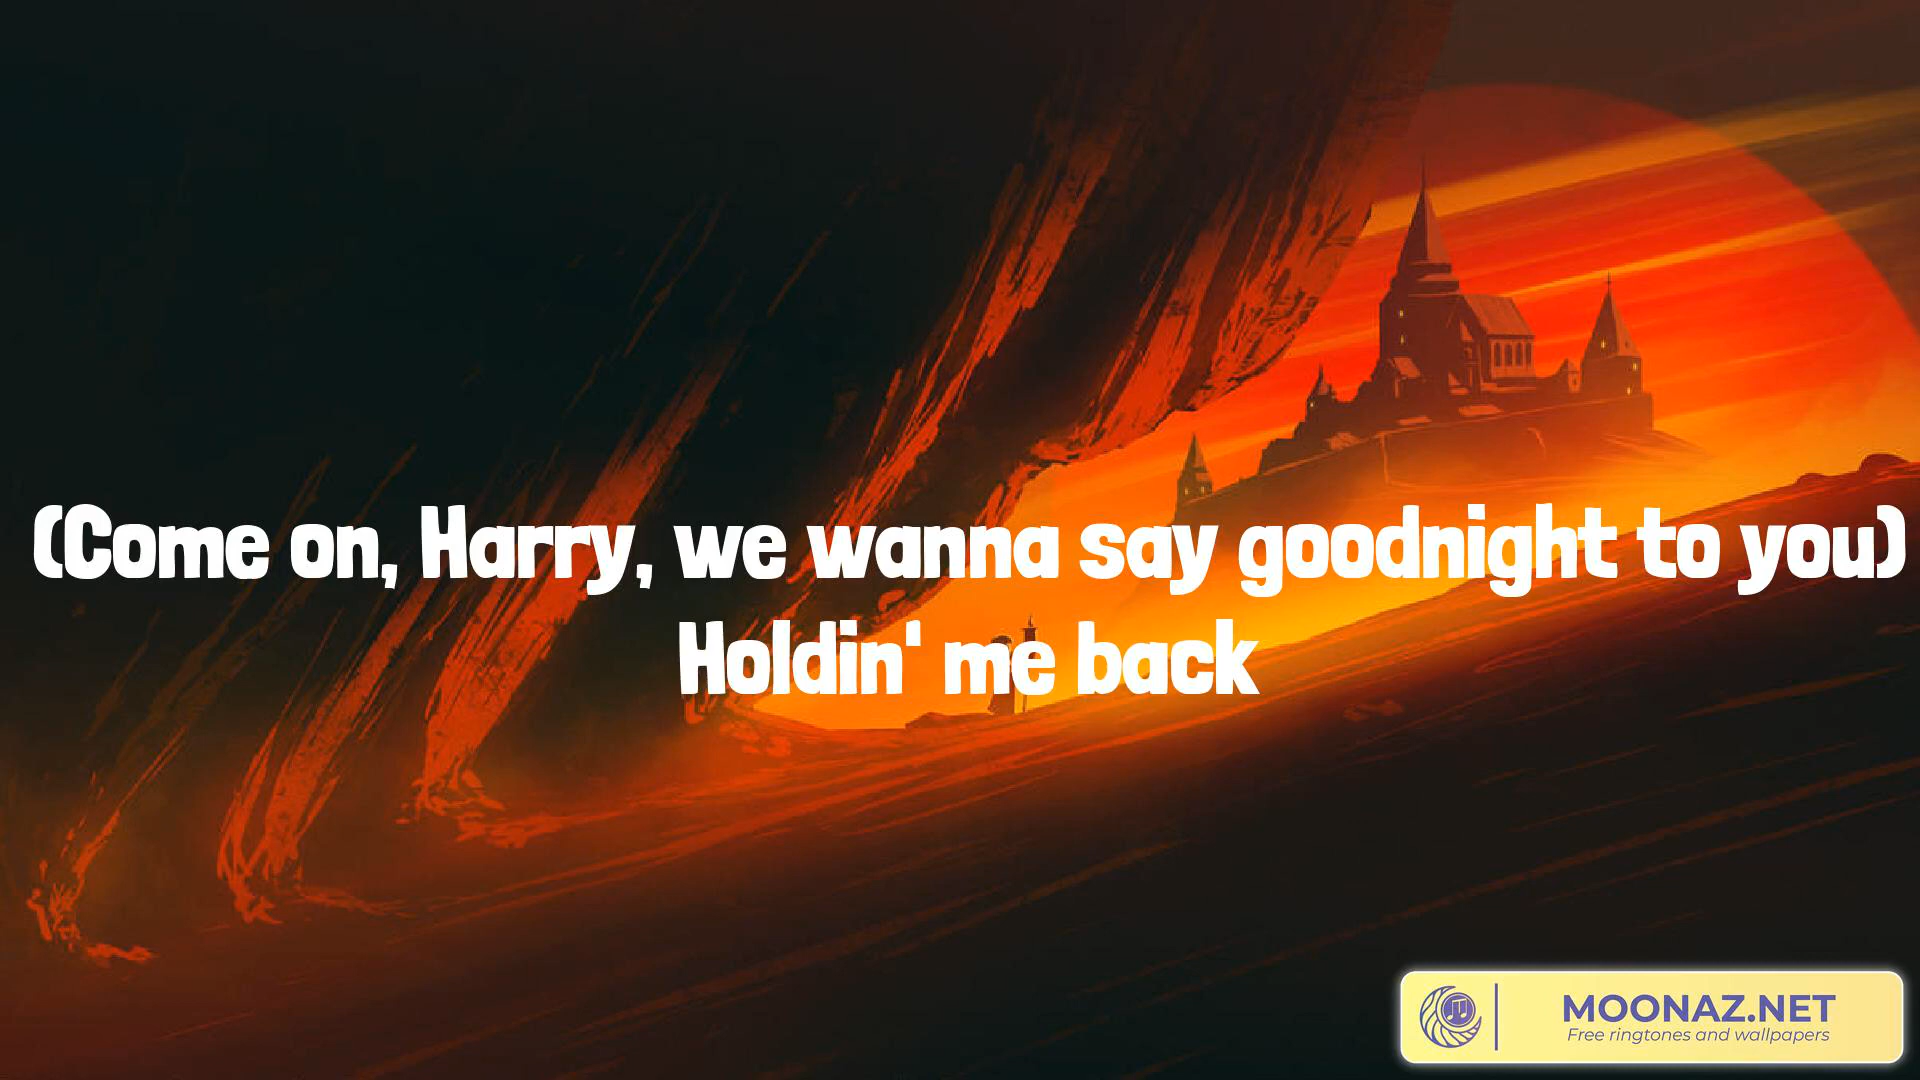 (Come on, Harry, we wanna say goodnight to you)
Holdin' me back
MOONAZ.NET
Free ringtones and wallpapers